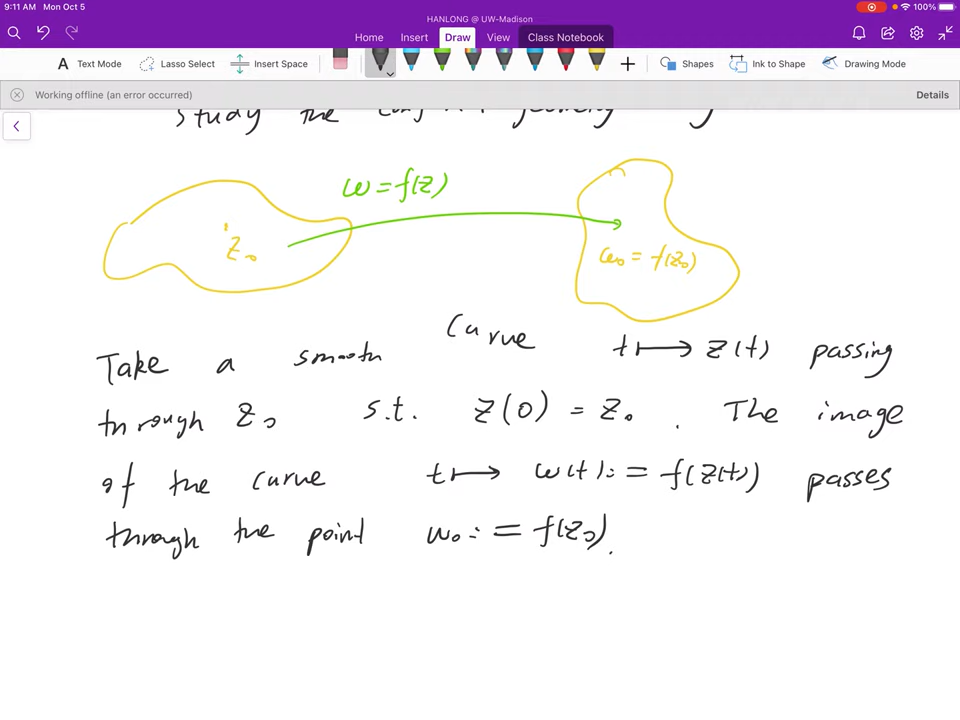 9:11 AM Mon Oct 5
100%
HANLONG @ UW-Madison
Home Insert Draw View Class Notebook
A Text Mode Lasso Select Insert Space Shapes Ink to Shape Drawing Mode
Working offline (an error occurred) Details
study the
w = f(z)
z₀
w₀ = f(z₀)
Take a smooth curve t ↦ z(t) passing
through z₀ s.t. z(0) = z₀. The image
of the curve t ↦ w(t) := f(z(t)) passes
through the point w₀ := f(z₀).